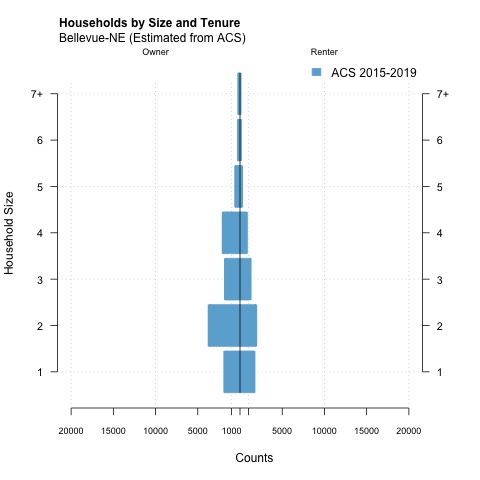 Households by Size and Tenure
Bellevue-NE (Estimated from ACS)
Owner Renter
ACS 2015-2019
7+ 7+
6 6
5 5
4 4
3 3
2 2
1 1
Household Size
20000 15000 10000 5000 1000 5000 10000 15000 20000
Counts